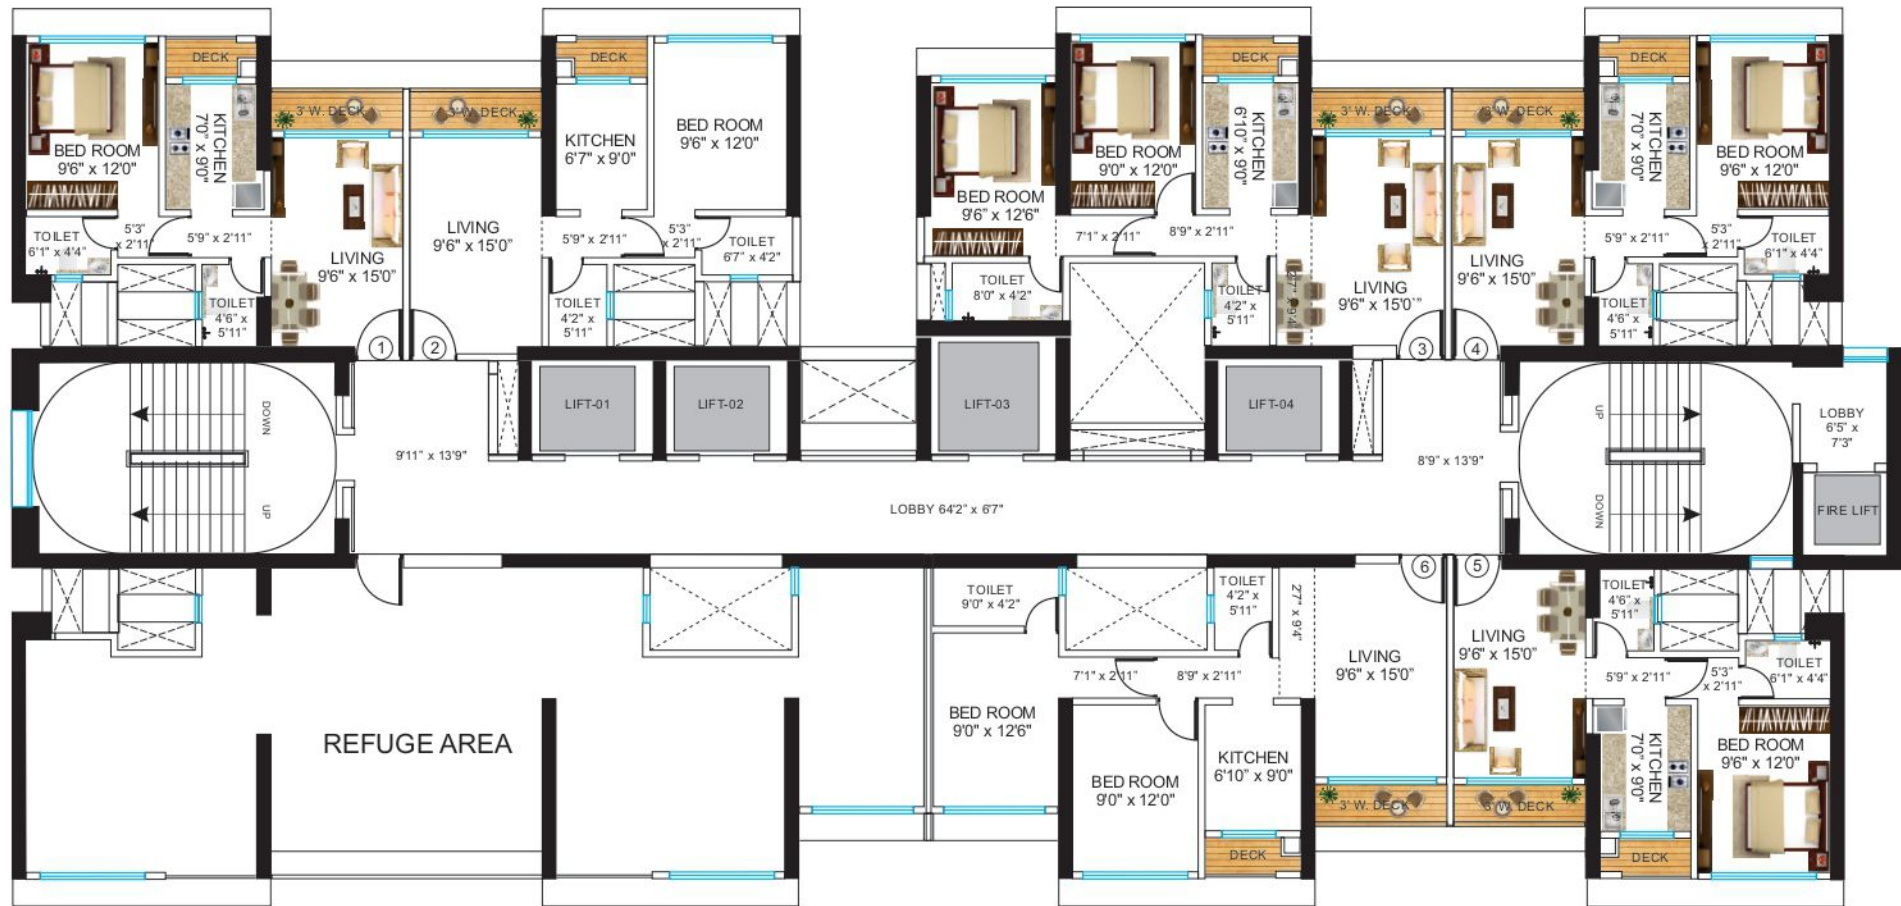 DECK
BED ROOM
9'6" x 12'0"
KITCHEN
7'0" x 9'0"
3' W. DECK
TOILET
6'1" x 4'4"
5'3"
x 2'11"
5'9" x 2'11"
TOILET
4'6" x
5'11"
LIVING
9'6" x 15'0"
1
3' W. DECK
LIVING
9'6" x 15'0"
2
DECK
KITCHEN
6'7" x 9'0"
BED ROOM
9'6" x 12'0"
5'9" x 2'11"
5'3"
x 2'11"
TOILET
6'7" x 4'2"
TOILET
4'2" x
5'11"
BED ROOM
9'6" x 12'6"
BED ROOM
9'0" x 12'0"
DECK
KITCHEN
6'10" x 9'0"
7'1" x 2'11"
8'9" x 2'11"
TOILET
8'0" x 4'2"
TOILET
4'2" x
5'11"
2'7" x 9'4"
3' W. DECK
LIVING
9'6" x 15'0"
3
3' W. DECK
LIVING
9'6" x 15'0"
4
DECK
KITCHEN
7'0" x 9'0"
BED ROOM
9'6" x 12'0"
5'9" x 2'11"
5'3"
x 2'11"
TOILET
6'1" x 4'4"
TOILET
4'6" x
5'11"
DOWN
UP
9'11" x 13'9"
LIFT-01
LIFT-02
LIFT-03
LIFT-04
8'9" x 13'9"
UP
DOWN
LOBBY
6'5" x
7'3"
FIRE LIFT
LOBBY 64'2" x 6'7"
REFUGE AREA
TOILET
9'0" x 4'2"
TOILET
4'2" x
5'11"
2'7" x 9'4"
7'1" x 2'11"
8'9" x 2'11"
BED ROOM
9'0" x 12'6"
BED ROOM
9'0" x 12'0"
KITCHEN
6'10" x 9'0"
DECK
6
LIVING
9'6" x 15'0"
3' W. DECK
5
LIVING
9'6" x 15'0"
3' W. DECK
TOILET
4'6" x
5'11"
5'9" x 2'11"
5'3"
x 2'11"
TOILET
6'1" x 4'4"
KITCHEN
7'0" x 9'0"
BED ROOM
9'6" x 12'0"
DECK